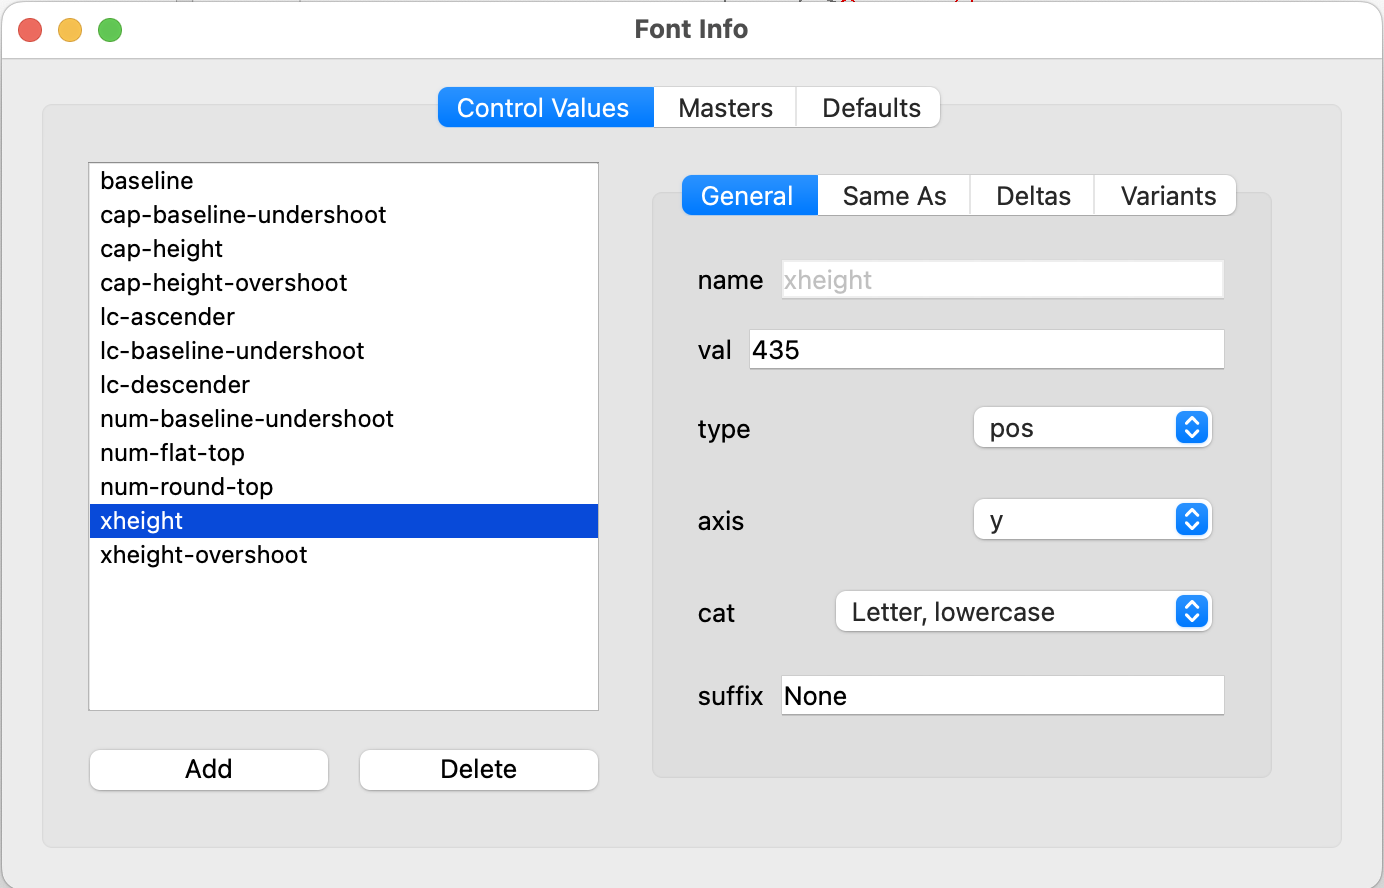 Font Info
Control Values Masters Defaults
baseline
cap-baseline-undershoot
cap-height
cap-height-overshoot
lc-ascender
lc-baseline-undershoot
lc-descender
num-baseline-undershoot
num-flat-top
num-round-top
xheight
xheight-overshoot
Add Delete
General Same As Deltas Variants
name xheight
val 435
type pos
axis y
cat Letter, lowercase
suffix None